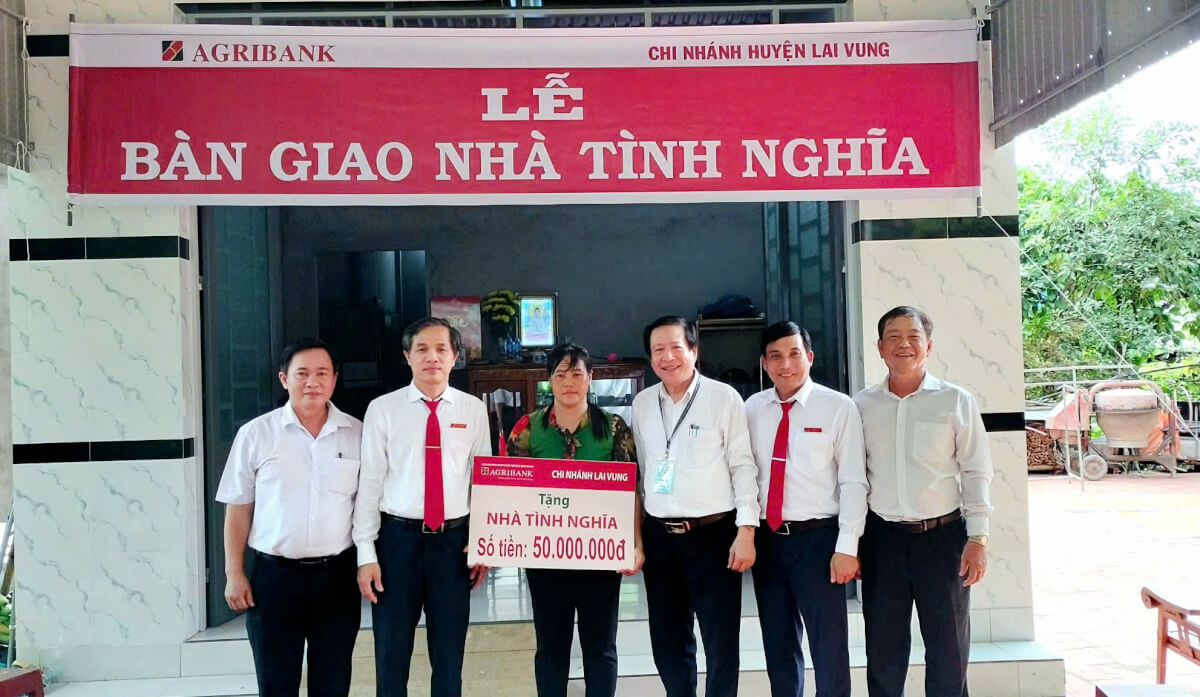 AGRIBANK
CHI NHÁNH HUYỆN LAI VUNG
LỄ
BÀN GIAO NHÀ TÌNH NGHĨA
AGRIBANK
CHI NHÁNH LAI VUNG
Tặng
NHÀ TÌNH NGHĨA
Số tiền: 50.000.000đ